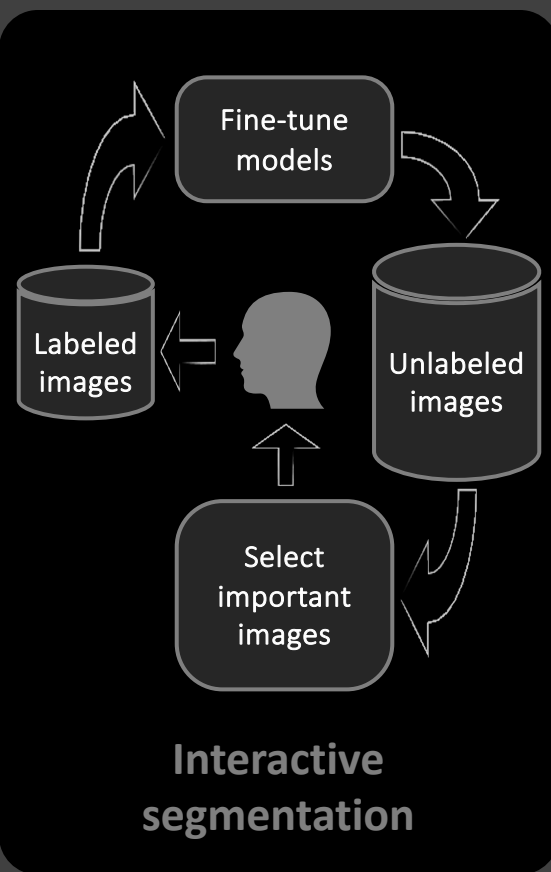 Fine-tune
models
Labeled
images
Unlabeled
images
Select
important
images
Interactive
segmentation